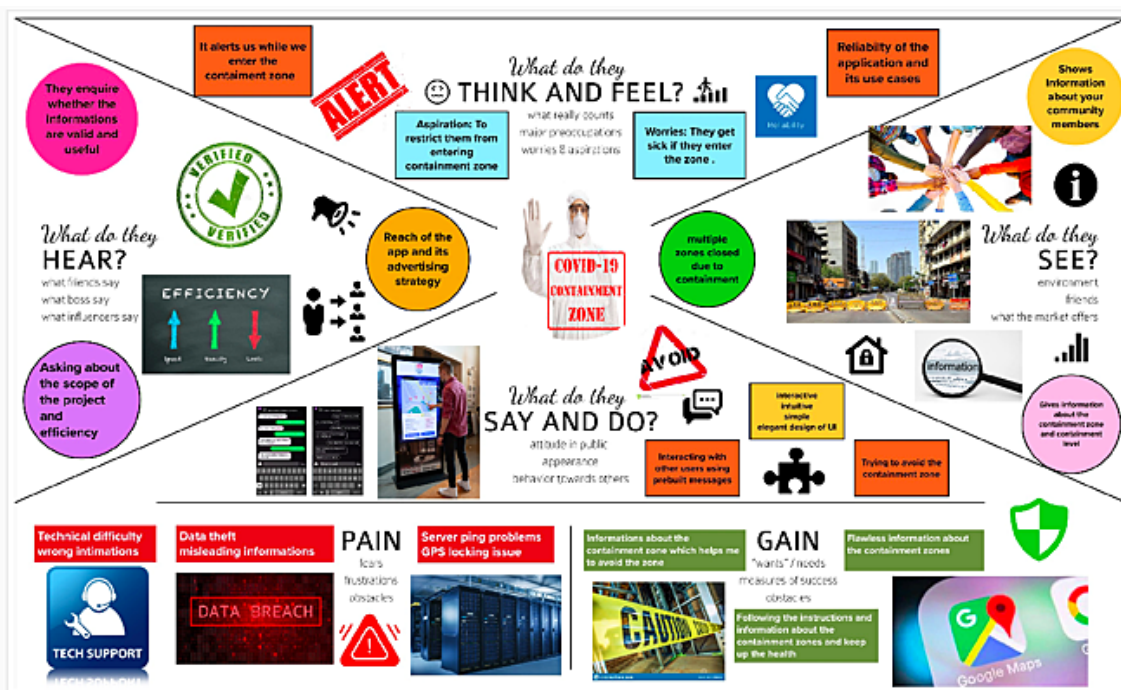 It alerts us while we
enter the
containment zone
ALERT
What do they
THINK AND FEEL?
what really counts
major preoccupations
worries & aspirations
Aspiration: To
restrict them from
entering
containment zone
Worries: They get
sick if they enter
the zone .
Reliabilty of the
application and
its use cases
Reliability
They enquire
whether the
informations
are valid and
useful
VERIFIED
VERIFIED
What do they
HEAR?
what friends say
what boss say
what influencers say
EFFICIENCY
Speed
Quality
Costs
Reach of the
app and its
advertising
strategy
Asking about
the scope of
the project
and
efficiency
COVID-19
CONTAINMENT
ZONE
Shows
Information
about your
community
members
multiple
zones closed
due to
containment
What do they
SEE?
environment
friends
what the market offers
information
Gives information
about the
containment zone
and containment
level
AVOID
What do they
SAY AND DO?
attitude in public
appearance
behavior towards others
interactive
intuitive
simple
elegant design of UI
Interacting with
other users using
prebuilt messages
Trying to avoid the
containment zone
Technical difficulty
wrong intimations
TECH SUPPORT
Data theft
misleading informations
DATA BREACH
PAIN
fears
frustrations
obstacles
Server ping problems
GPS locking issue
Informations about the
containment zone which helps me
to avoid the zone
CAUTION
GAIN
"wants" / needs
measures of success
obstacles
Following the instructions and
information about the
containment zones and keep
up the health
Flawless information about
the containment zones
G
Google Maps